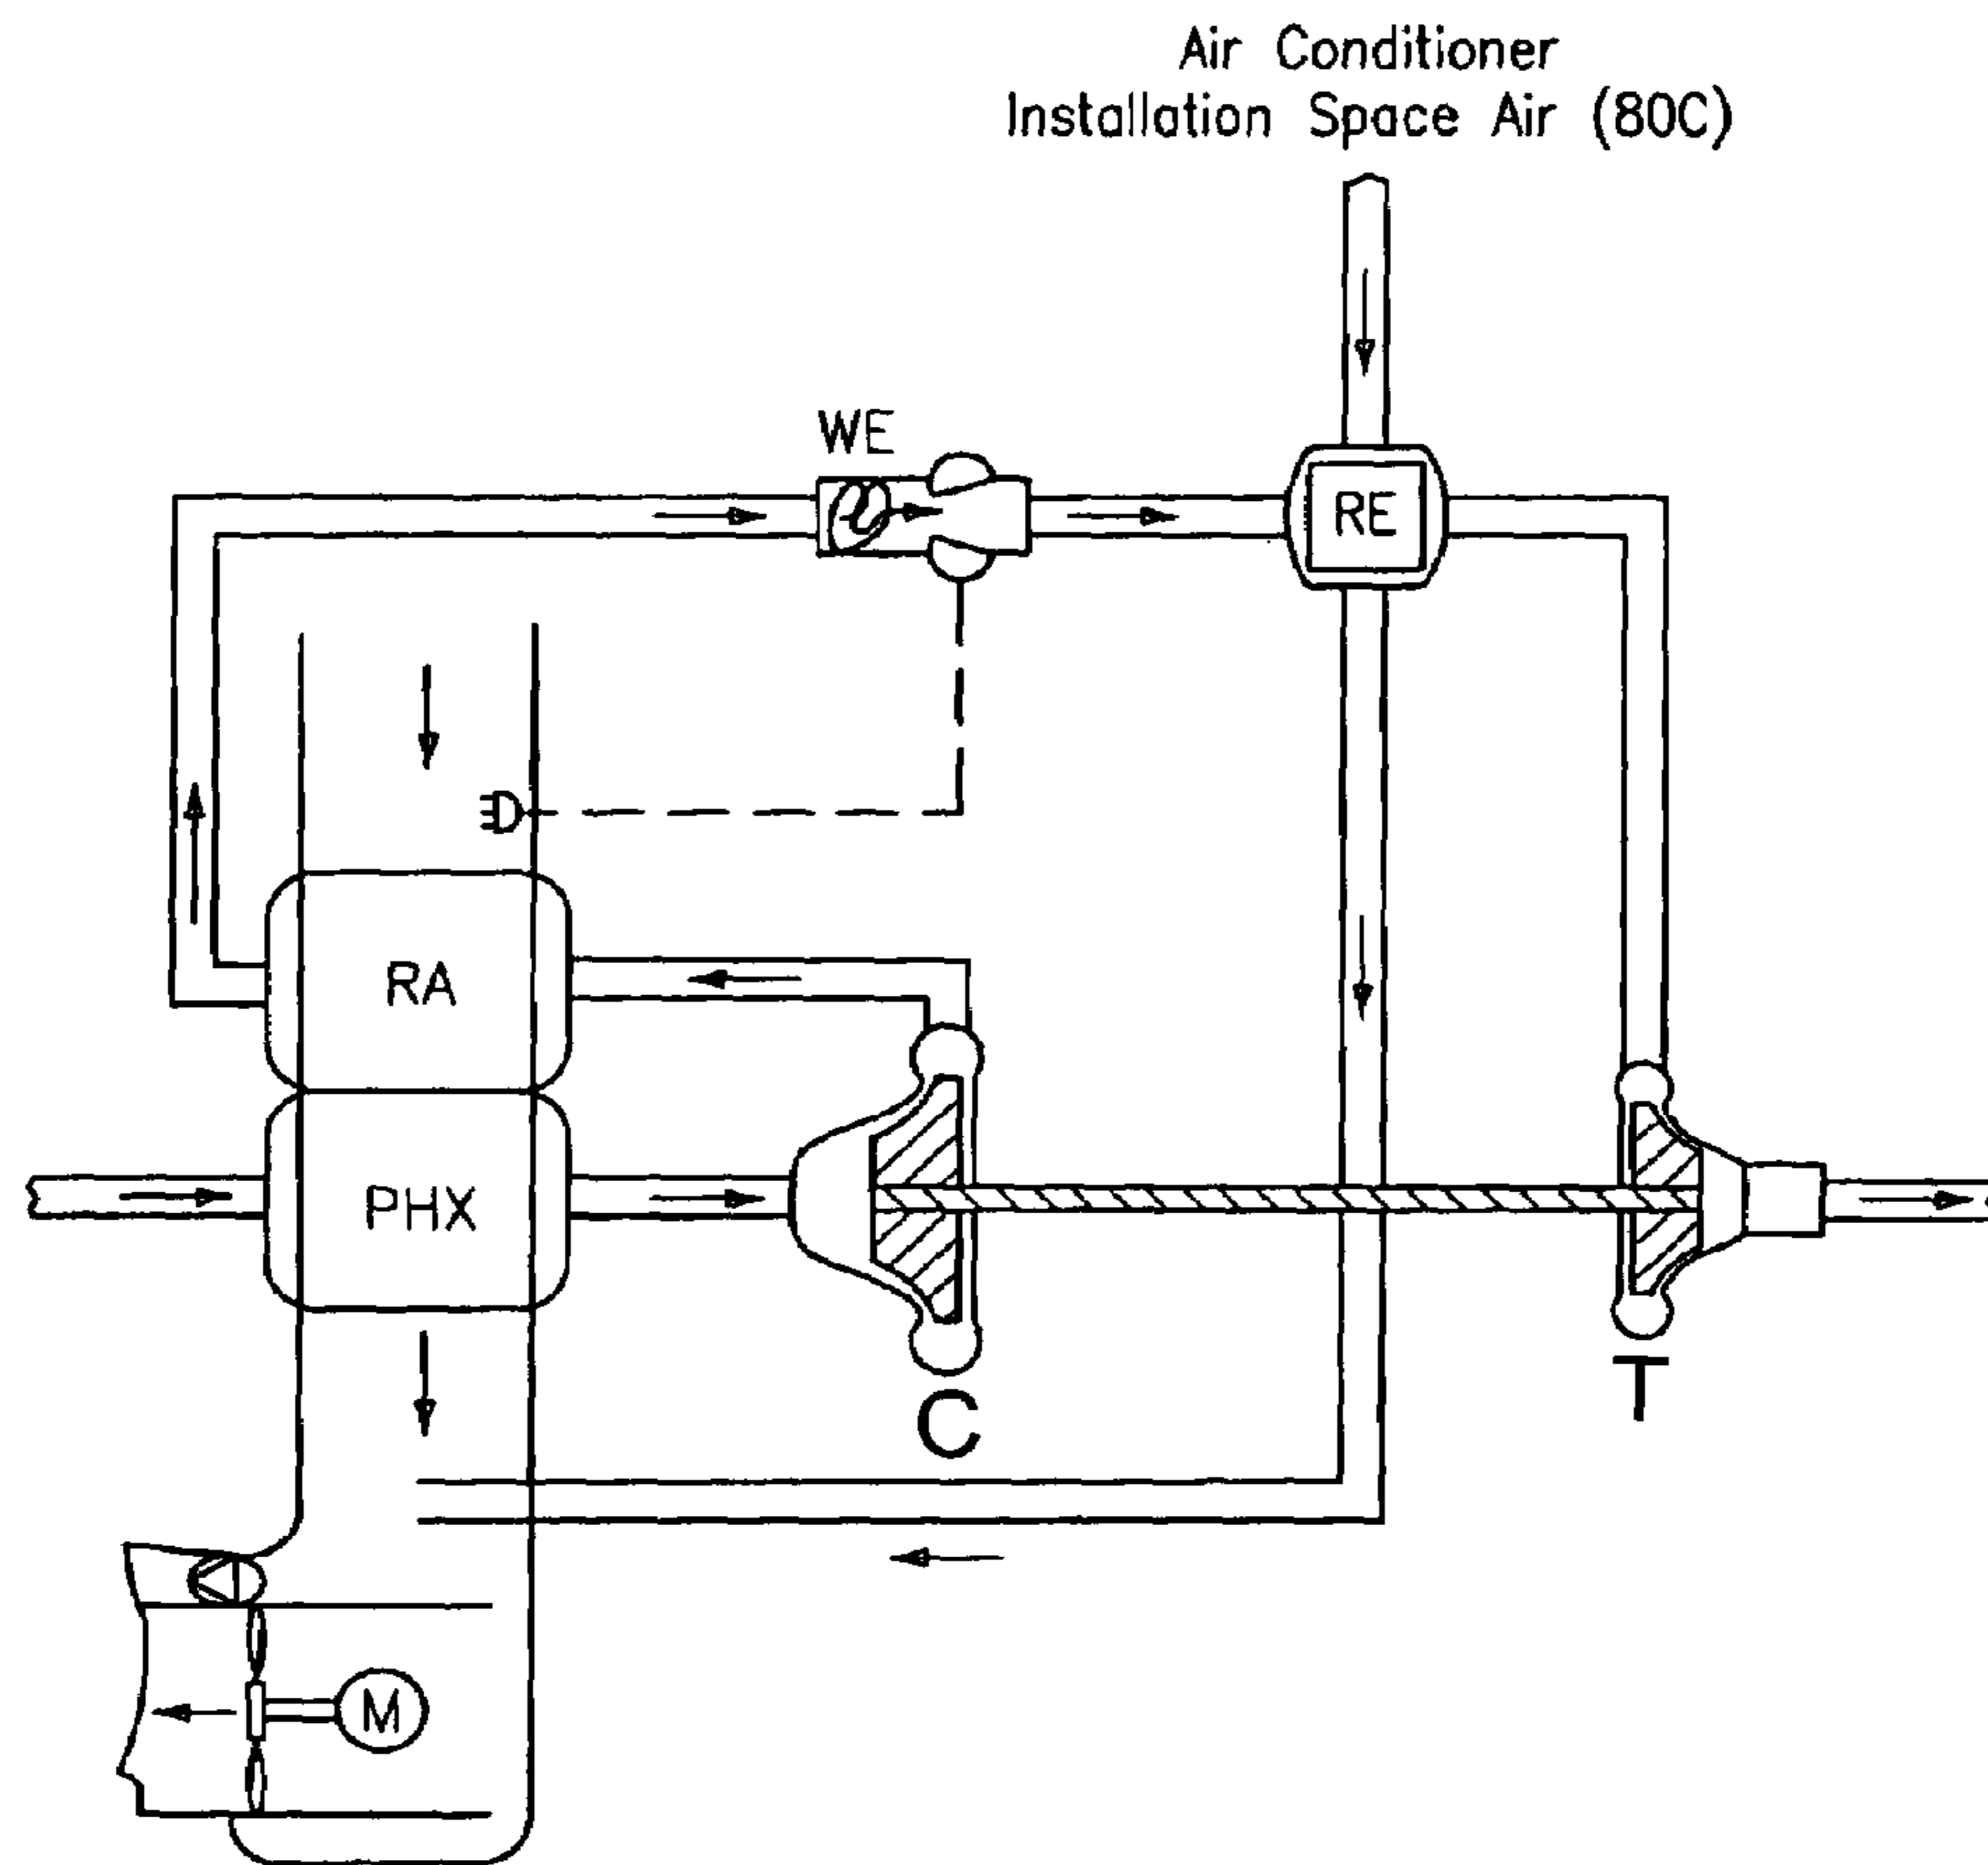 Air Conditioner
Installation Space Air (80C)
WE
RE
RA
PHX
C
T
M